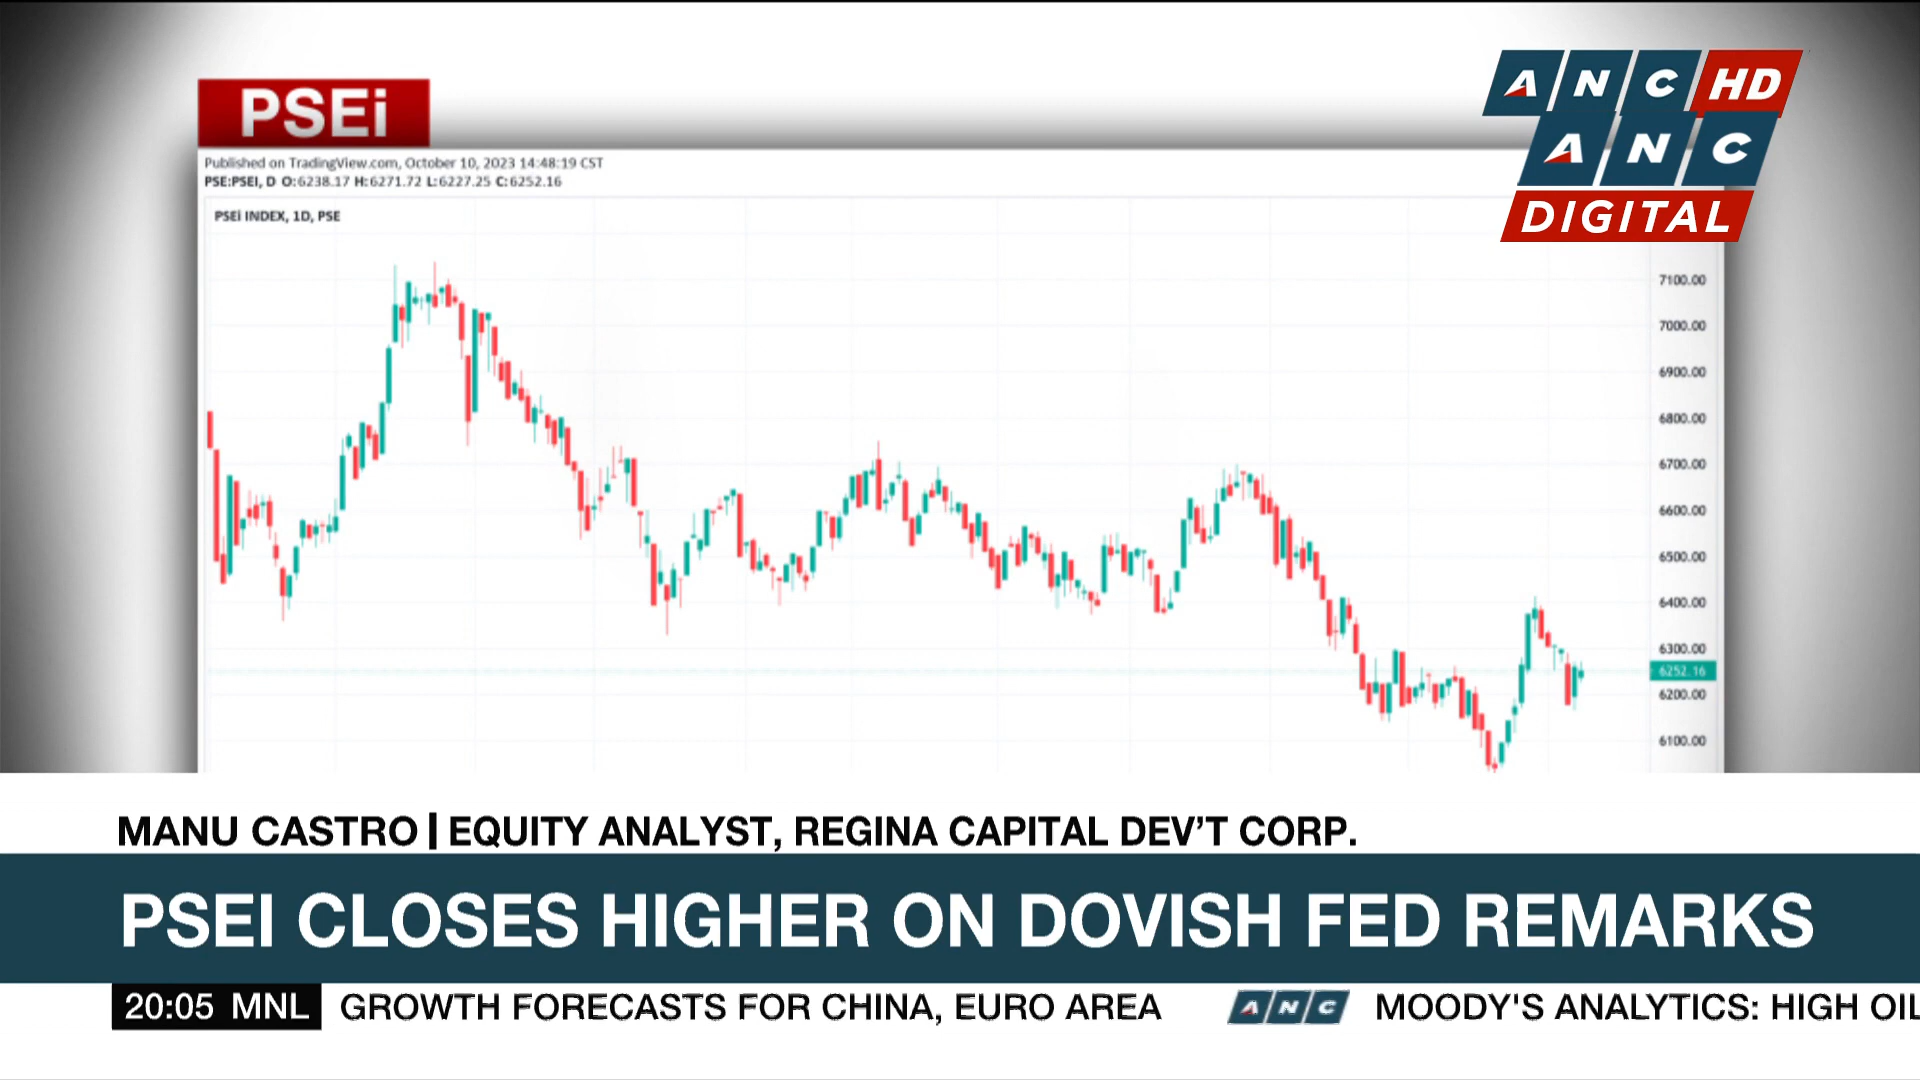 PSEi
ANC HD
ANC
DIGITAL
Published on TradingView.com, October 10, 2023 14:48:19 CST
PSE:PSEI, D O:6238.17 H:6271.72 L:6227.25 C:6252.16
PSEi INDEX, 1D, PSE
7100.00
7000.00
6900.00
6800.00
6700.00
6600.00
6500.00
6400.00
6300.00
6252.16
6200.00
6100.00
MANU CASTRO | EQUITY ANALYST, REGINA CAPITAL DEV'T CORP.
PSEI CLOSES HIGHER ON DOVISH FED REMARKS
20:05 MNL GROWTH FORECASTS FOR CHINA, EURO AREA ANC MOODY'S ANALYTICS: HIGH OIL